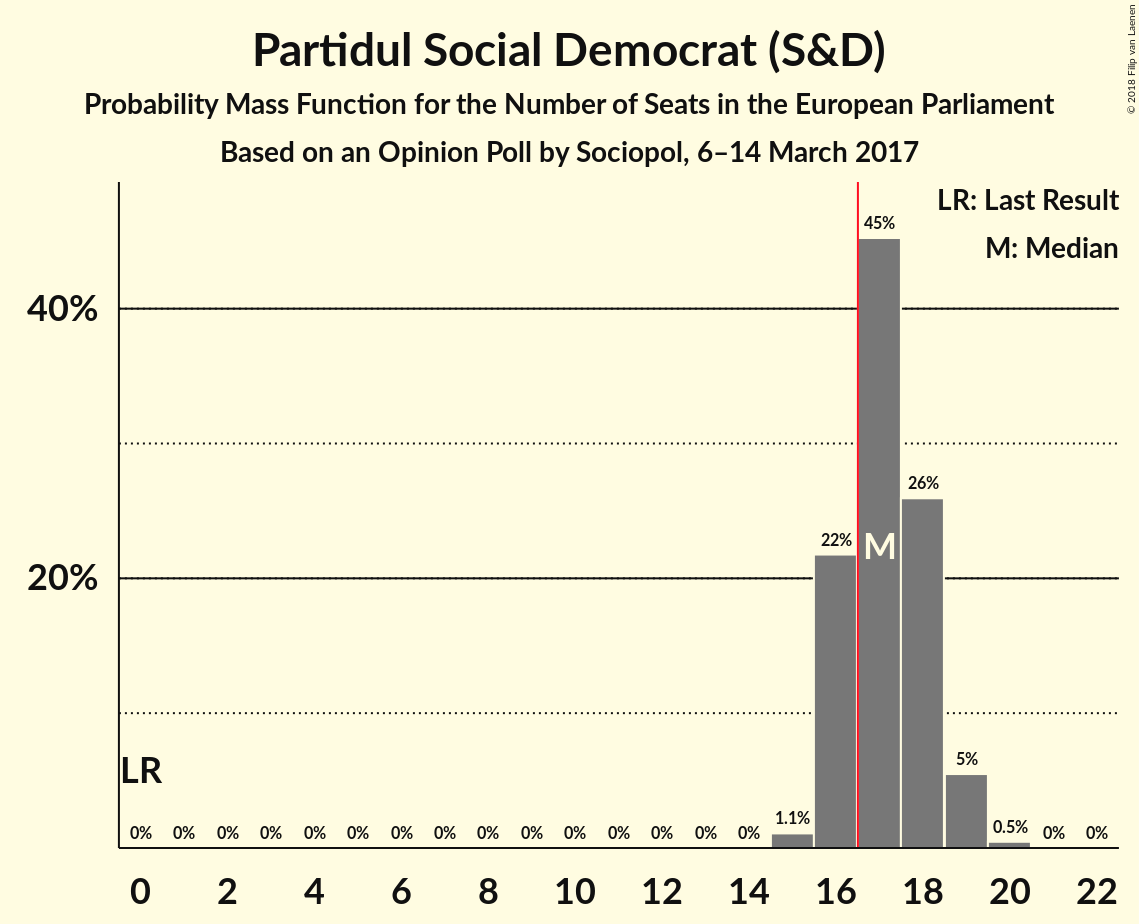 Partidul Social Democrat (S&D)
Probability Mass Function for the Number of Seats in the European Parliament
Based on an Opinion Poll by Sociopol, 6–14 March 2017
© 2018 Filip van Laenen
LR: Last Result
M: Median
45%
40%
26%
22%
M
20%
LR
5%
1.1%
0.5%
0% 0% 0% 0% 0% 0% 0% 0% 0% 0% 0% 0% 0% 0% 0% 0% 0%
0 2 4 6 8 10 12 14 16 18 20 22